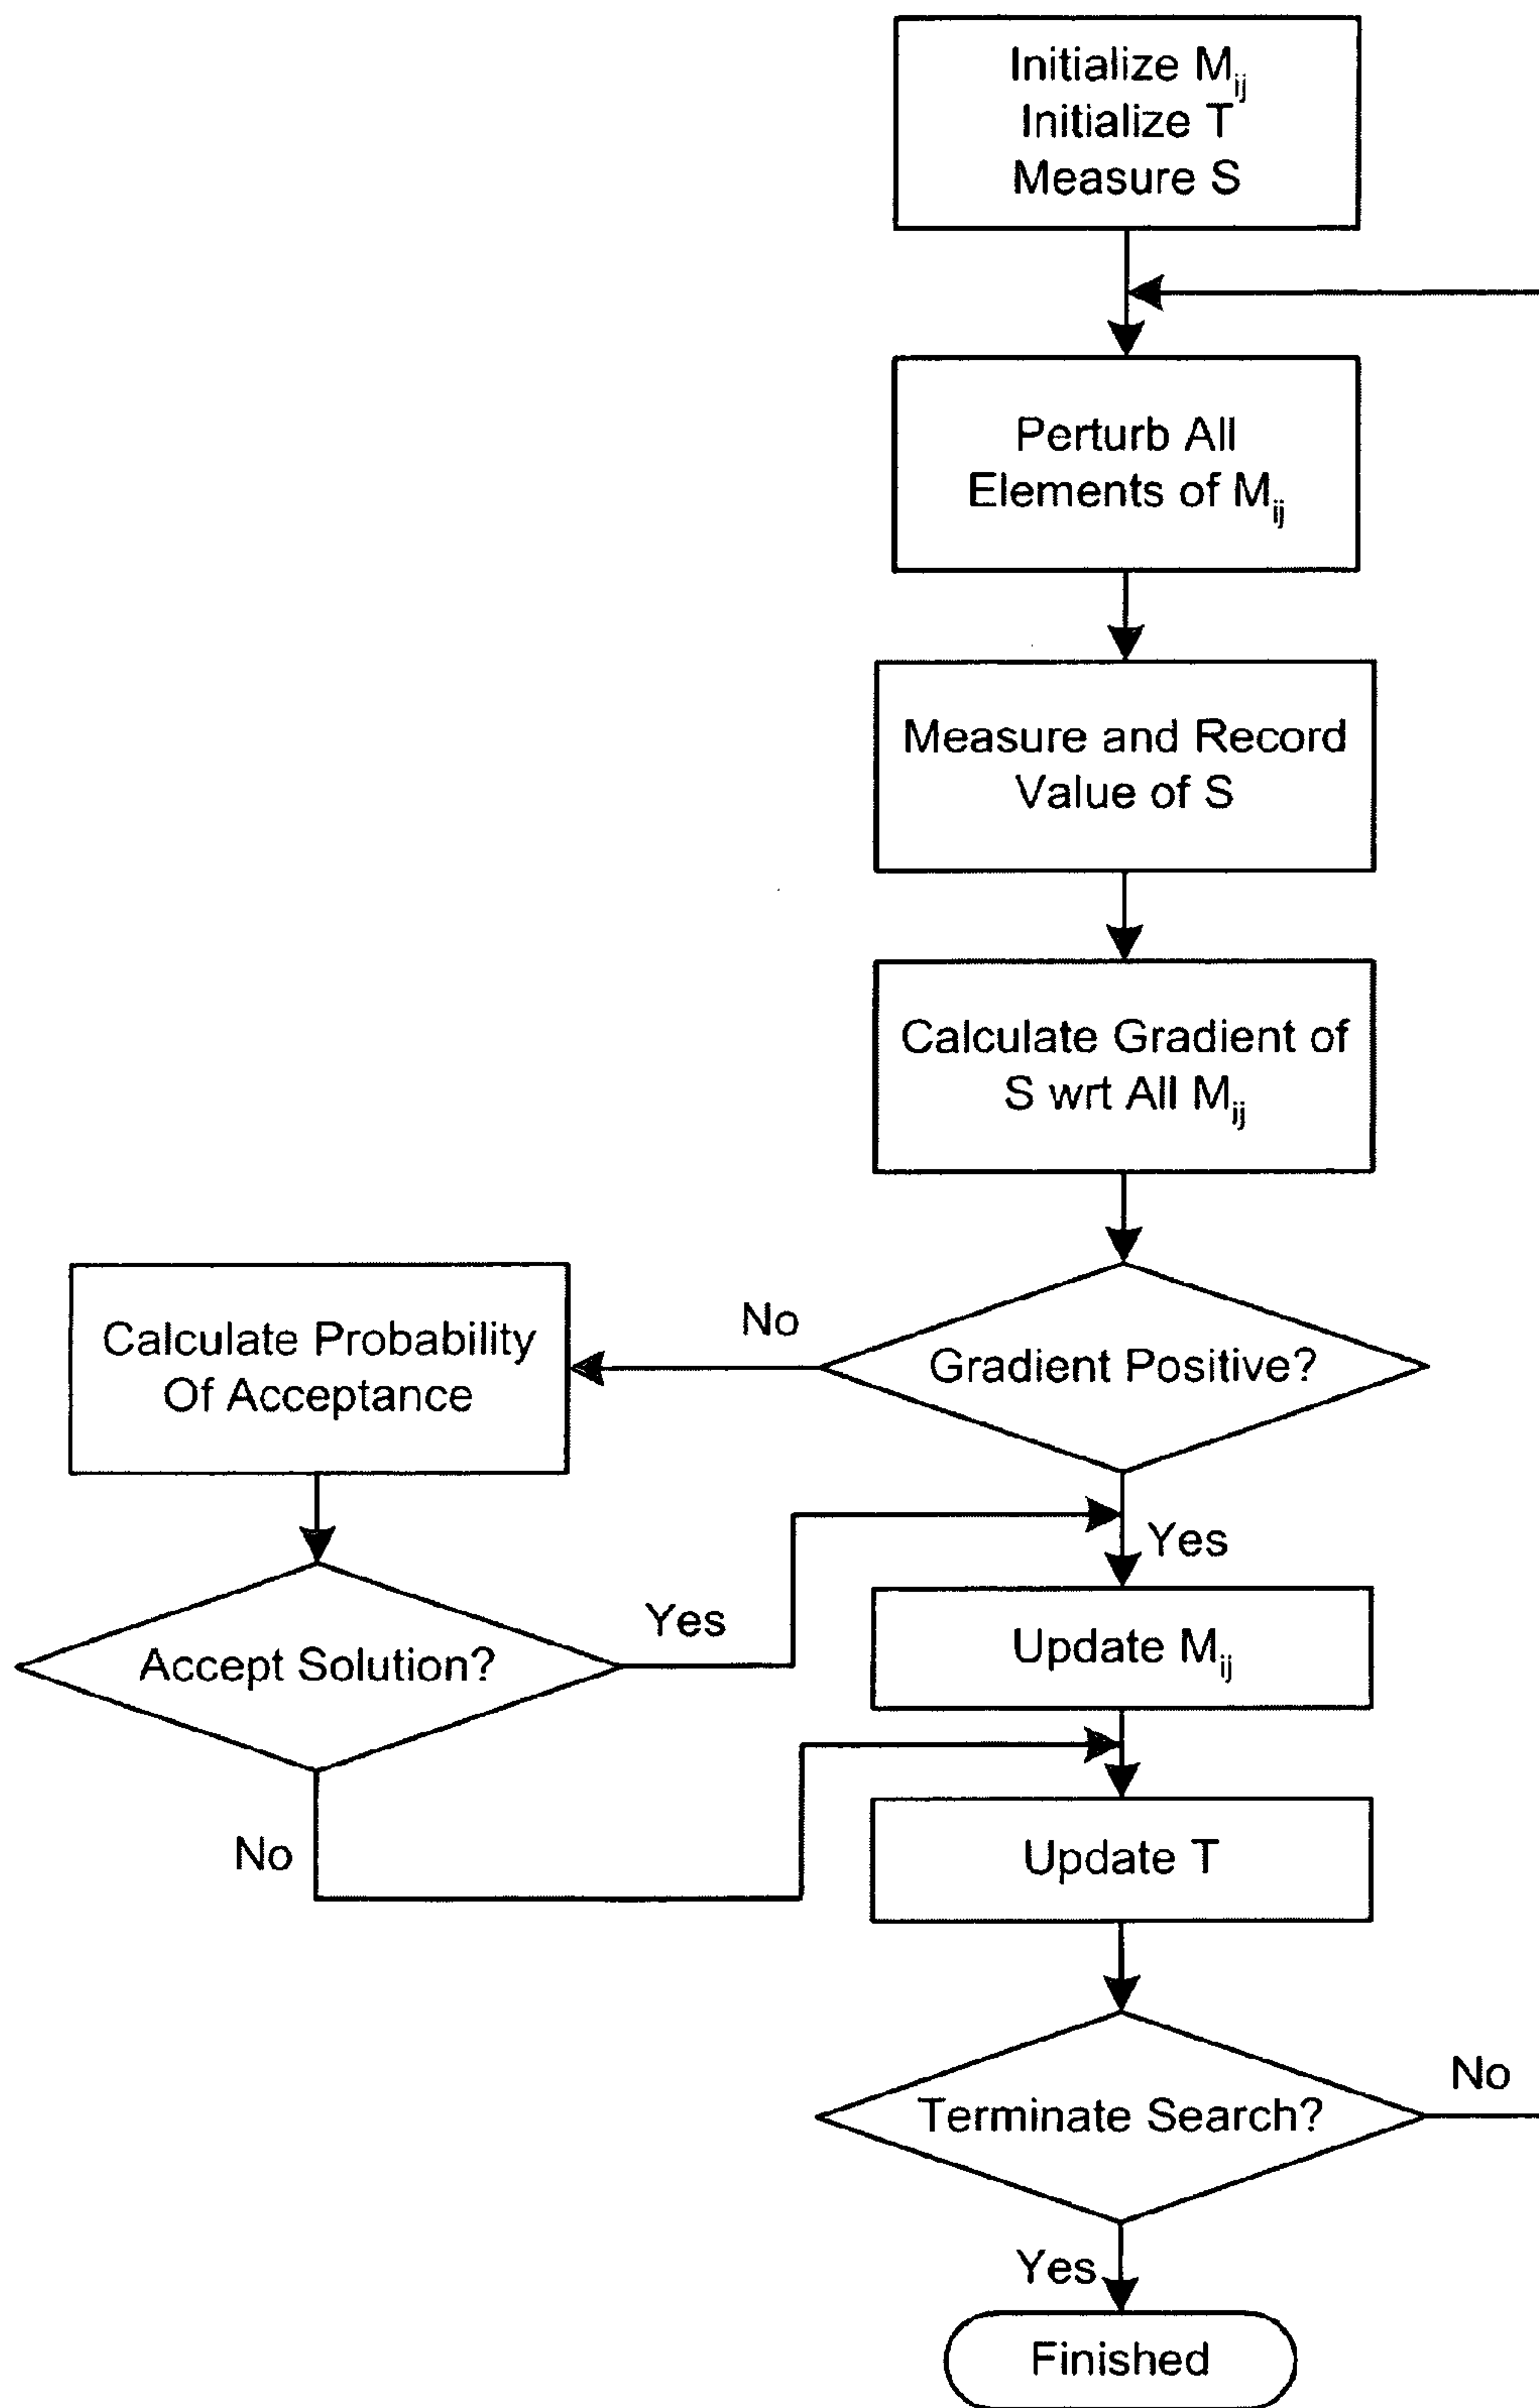 Initialize Mij
Initialize T
Measure S
Perturb All
Elements of Mij
Measure and Record
Value of S
Calculate Gradient of
S wrt All Mij
Gradient Positive?
No
Calculate Probability
Of Acceptance
Yes
Accept Solution?
Yes
Update Mij
No
Update T
Terminate Search?
No
Yes
Finished